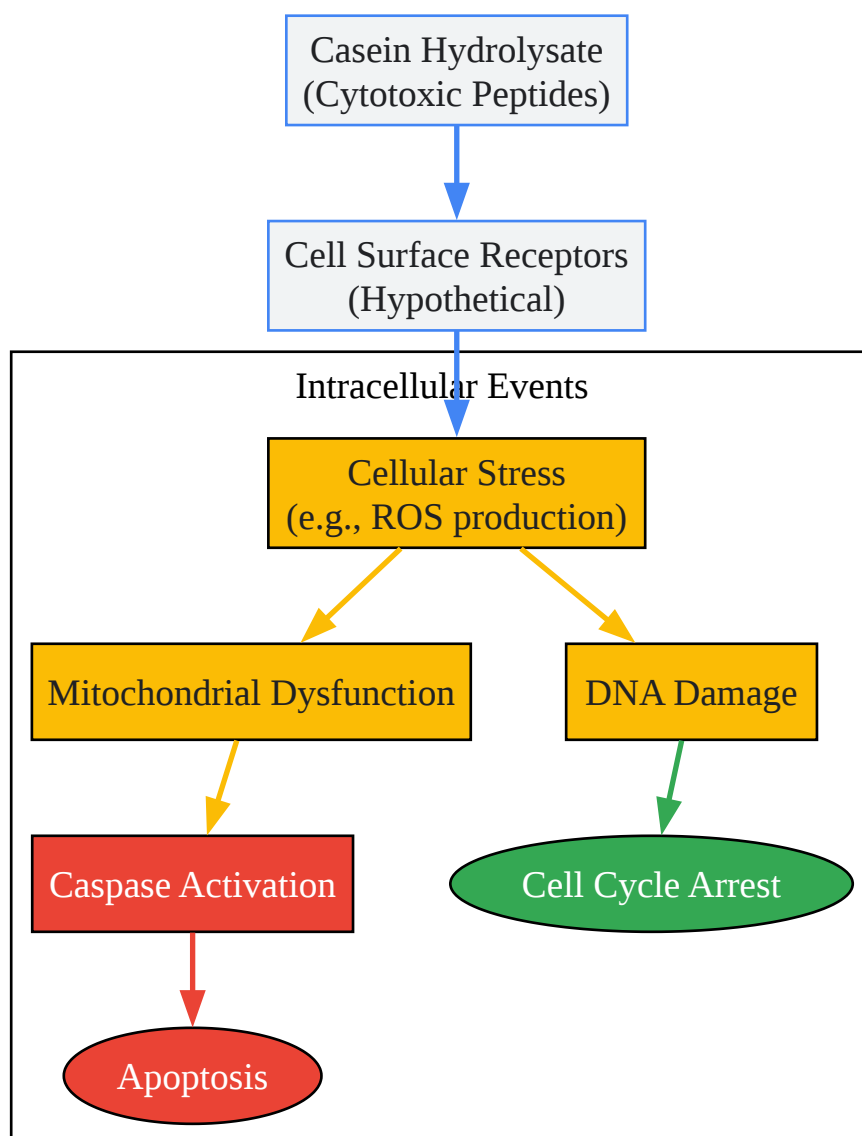 Casein Hydrolysate
(Cytotoxic Peptides)
Cell Surface Receptors
(Hypothetical)
Intracellular Events
Cellular Stress
(e.g., ROS production)
Mitochondrial Dysfunction
DNA Damage
Caspase Activation
Cell Cycle Arrest
Apoptosis